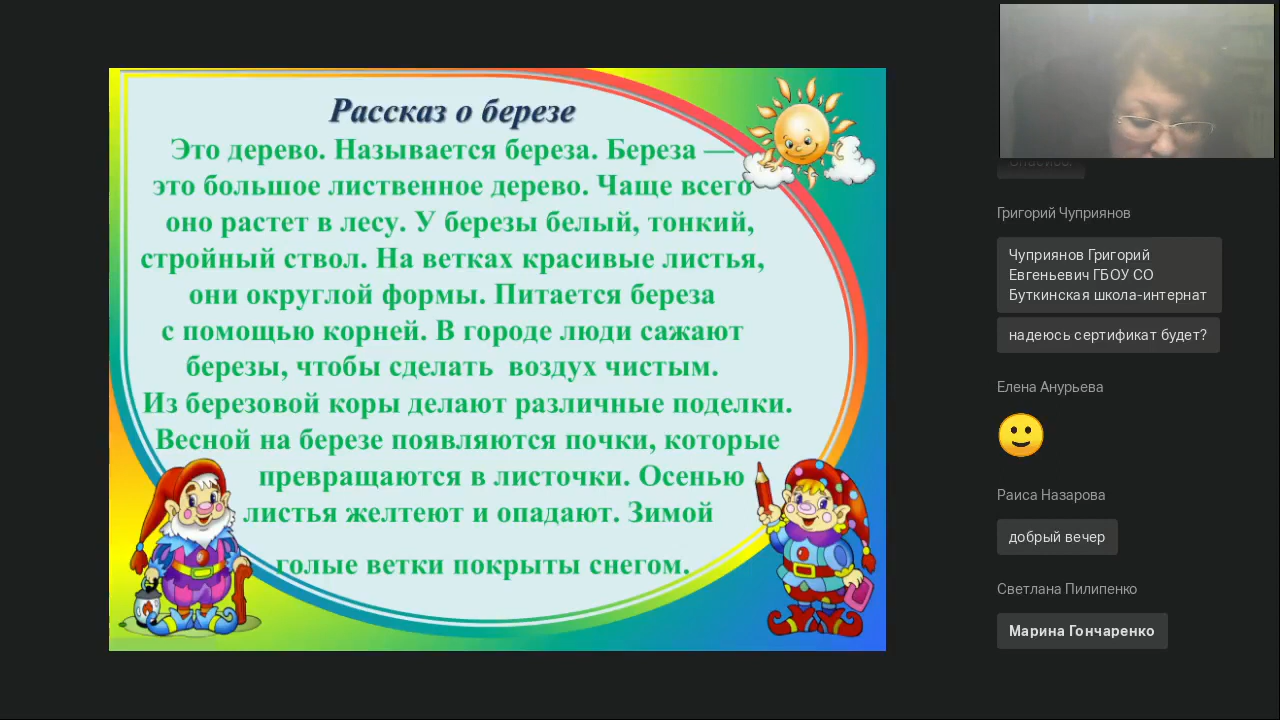 Рассказ о березе
Это дерево. Называется береза. Береза —
это большое лиственное дерево. Чаще всего
оно растет в лесу. У березы белый, тонкий,
стройный ствол. На ветках красивые листья,
они округлой формы. Питается береза
с помощью корней. В городе люди сажают
березы, чтобы сделать воздух чистым.
Из березовой коры делают различные поделки.
Весной на березе появляются почки, которые
превращаются в листочки. Осенью
листья желтеют и опадают. Зимой
голые ветки покрыты снегом.
Григорий Чуприянов
Чуприянов Григорий
Евгеньевич ГБОУ СО
Буткинская школа-интернат
надеюсь сертификат будет?
Елена Анурьева
Раиса Назарова
добрый вечер
Светлана Пилипенко
Марина Гончаренко